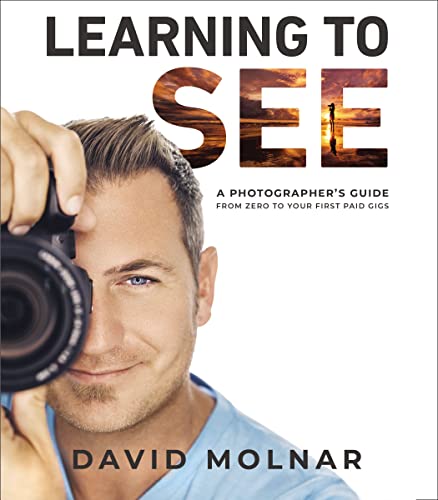 LEARNING TO
SEE
A PHOTOGRAPHER'S GUIDE
FROM ZERO TO YOUR FIRST PAID GIGS
DAVID MOLNAR